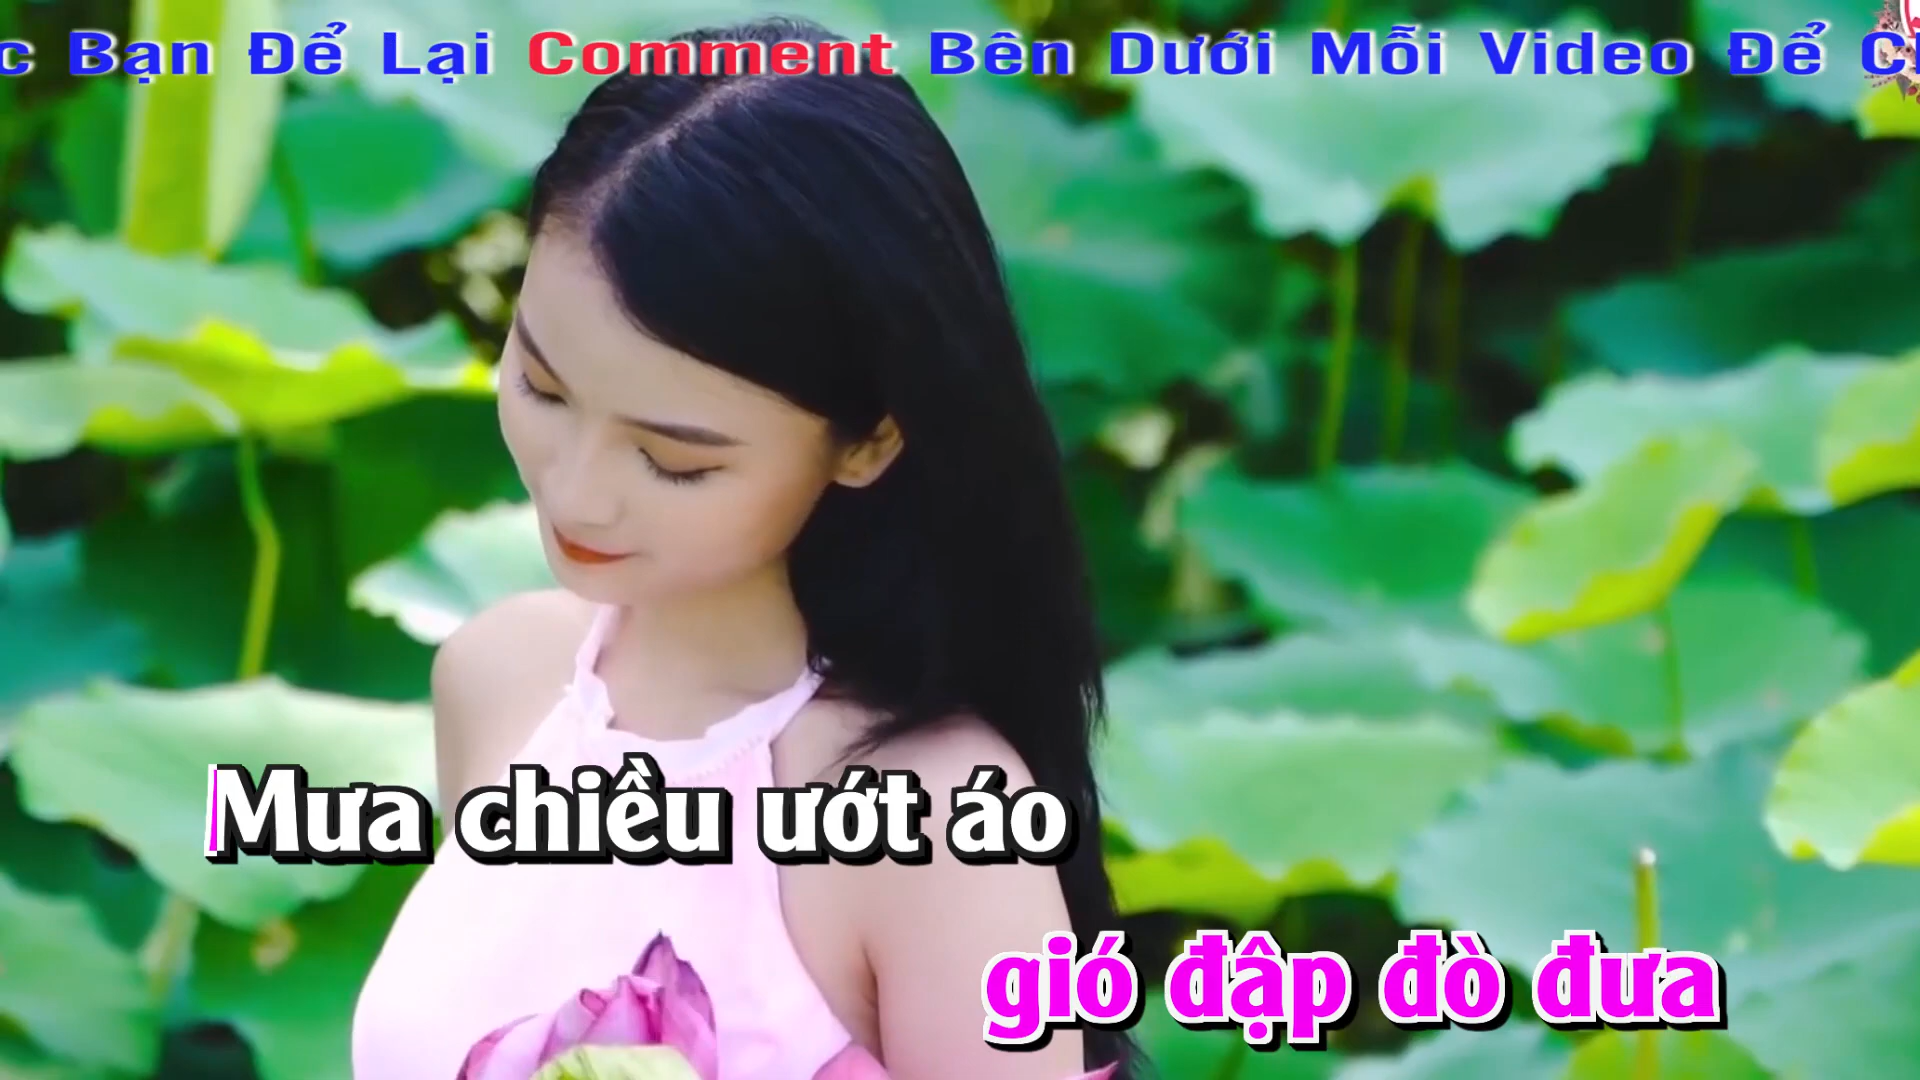 Bạn Để Lại Comment Bên Dưới Mỗi Video Để
Mưa chiều ướt áo
gió đập đò đưa